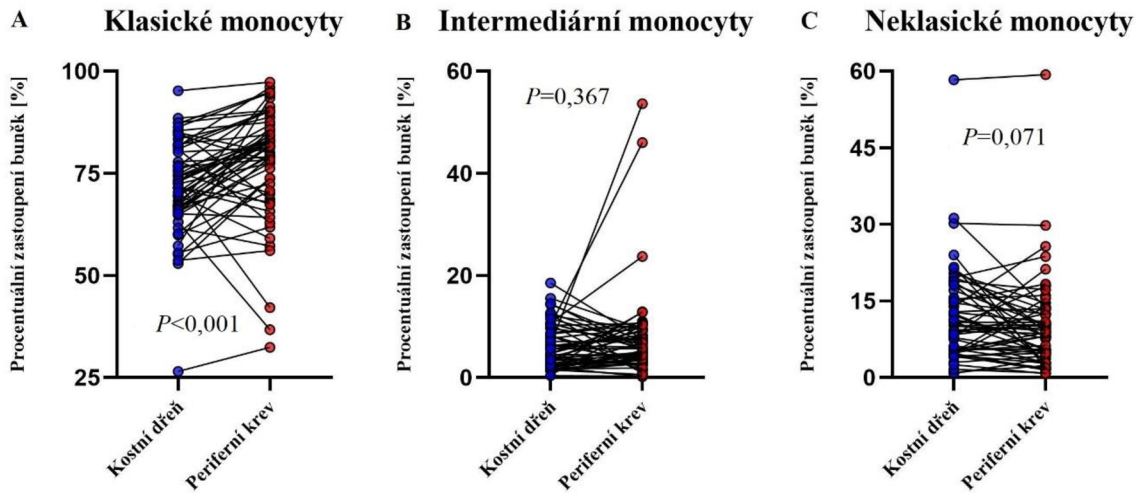 A Klasické monocyty
Procentuální zastoupení buněk [%]
100
75
50
25
P<0,001
Kostní dřeň
Periferní krev
B Intermediární monocyty
Procentuální zastoupení buněk [%]
60
40
20
0
P=0,367
Kostní dřeň
Periferní krev
C Neklasické monocyty
Procentuální zastoupení buněk [%]
60
45
30
15
0
P=0,071
Kostní dřeň
Periferní krev